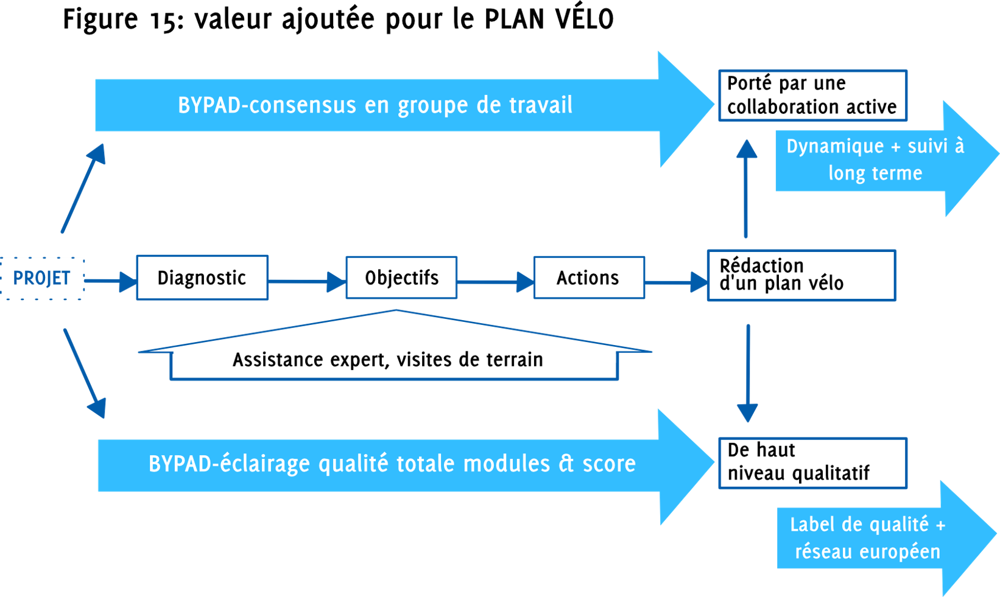 Figure 15: valeur ajoutée pour le PLAN VÉLO
BYPAD-consensus en groupe de travail
Porté par une
collaboration active
Dynamique + suivi à
long terme
PROJET
Diagnostic
Objectifs
Actions
Rédaction
d'un plan vélo
Assistance expert, visites de terrain
BYPAD-éclairage qualité totale modules & score
De haut
niveau qualitatif
Label de qualité +
réseau européen